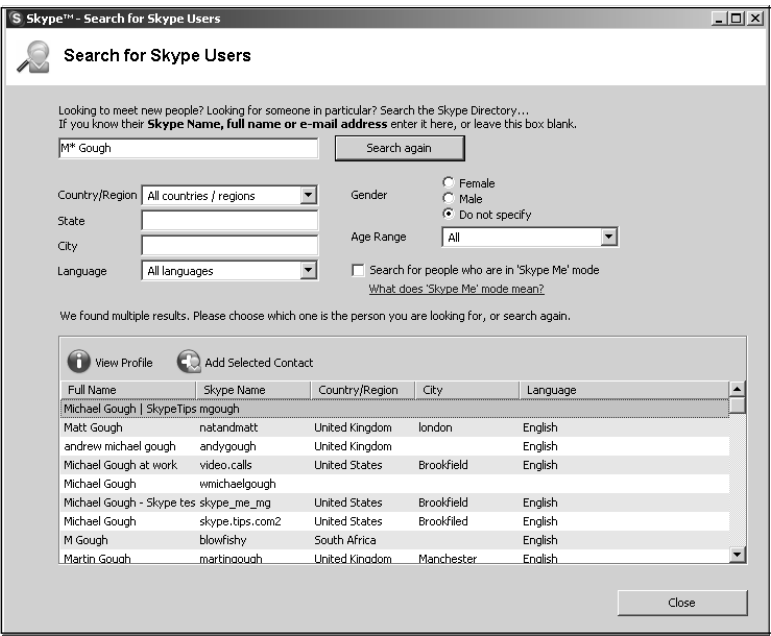 S Skype™ - Search for Skype Users
Search for Skype Users
Looking to meet new people? Looking for someone in particular? Search the Skype Directory...
If you know their Skype Name, full name or e-mail address enter it here, or leave this box blank.
M* Gough Search again
Country/Region All countries / regions
State
City
Language All languages
Gender Female
Male
Do not specify
Age Range All
Search for people who are in 'Skype Me' mode
What does 'Skype Me' mode mean?
We found multiple results. Please choose which one is the person you are looking for, or search again.
View Profile Add Selected Contact
Full Name Skype Name Country/Region City Language
Michael Gough | SkypeTips mgough
Matt Gough natandmatt United Kingdom london English
andrew michael gough andygough United Kingdom English
Michael Gough at work video.calls United States Brookfield English
Michael Gough wmichaelgough
Michael Gough - Skype tes skype_me_mg United States Brookfield English
Michael Gough skype.tips.com2 United States Brookfiled English
M Gough blowfishy South Africa English
Martin Gough martingough United Kingdom Manchester English
Close